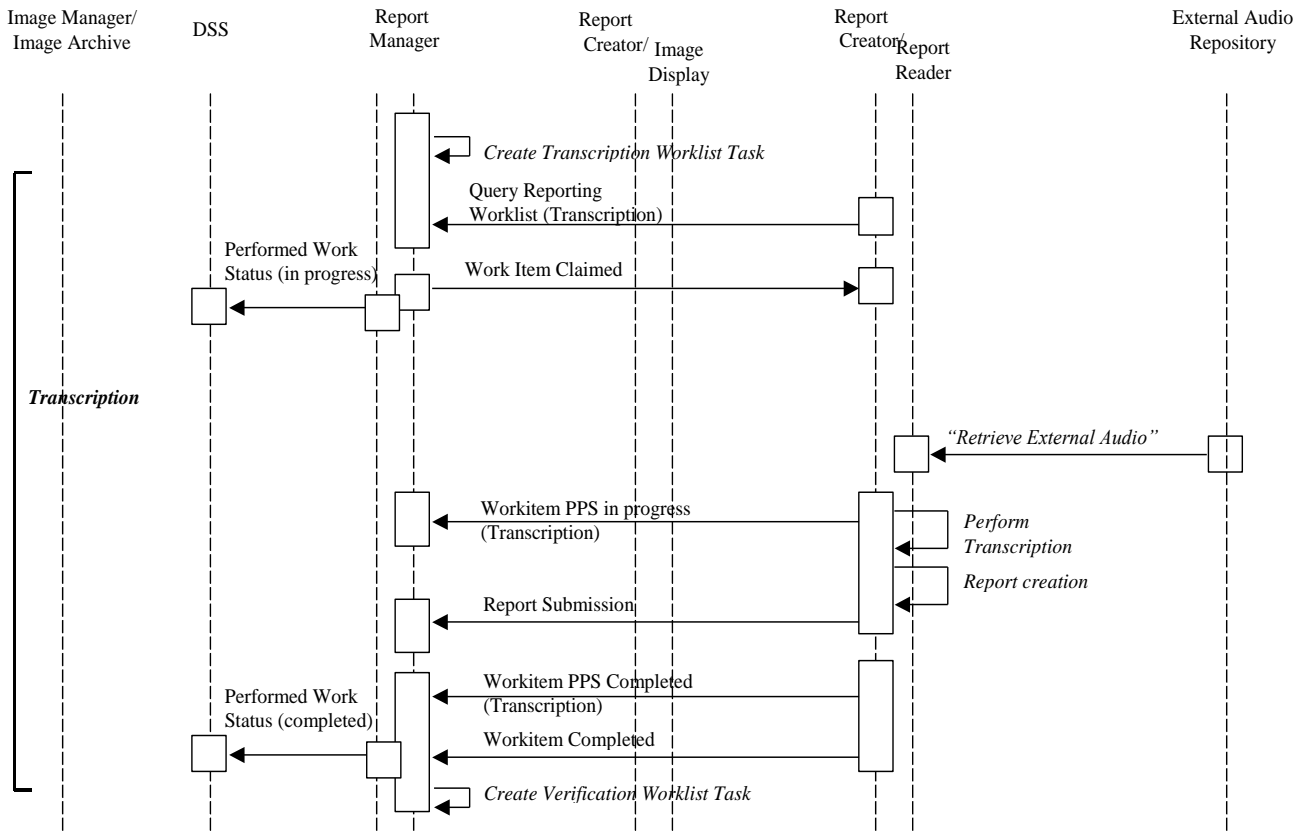 Image Manager/
Image Archive
DSS
Report
Manager
Report
Creator/
Image
Display
Report
Creator/
Report
Reader
External Audio
Repository
Create Transcription Worklist Task
Query Reporting
Worklist (Transcription)
Performed Work
Status (in progress)
Work Item Claimed
Transcription
“Retrieve External Audio”
Workitem PPS in progress
(Transcription)
Perform
Transcription
Report creation
Report Submission
Workitem PPS Completed
(Transcription)
Performed Work
Status (completed)
Workitem Completed
Create Verification Worklist Task